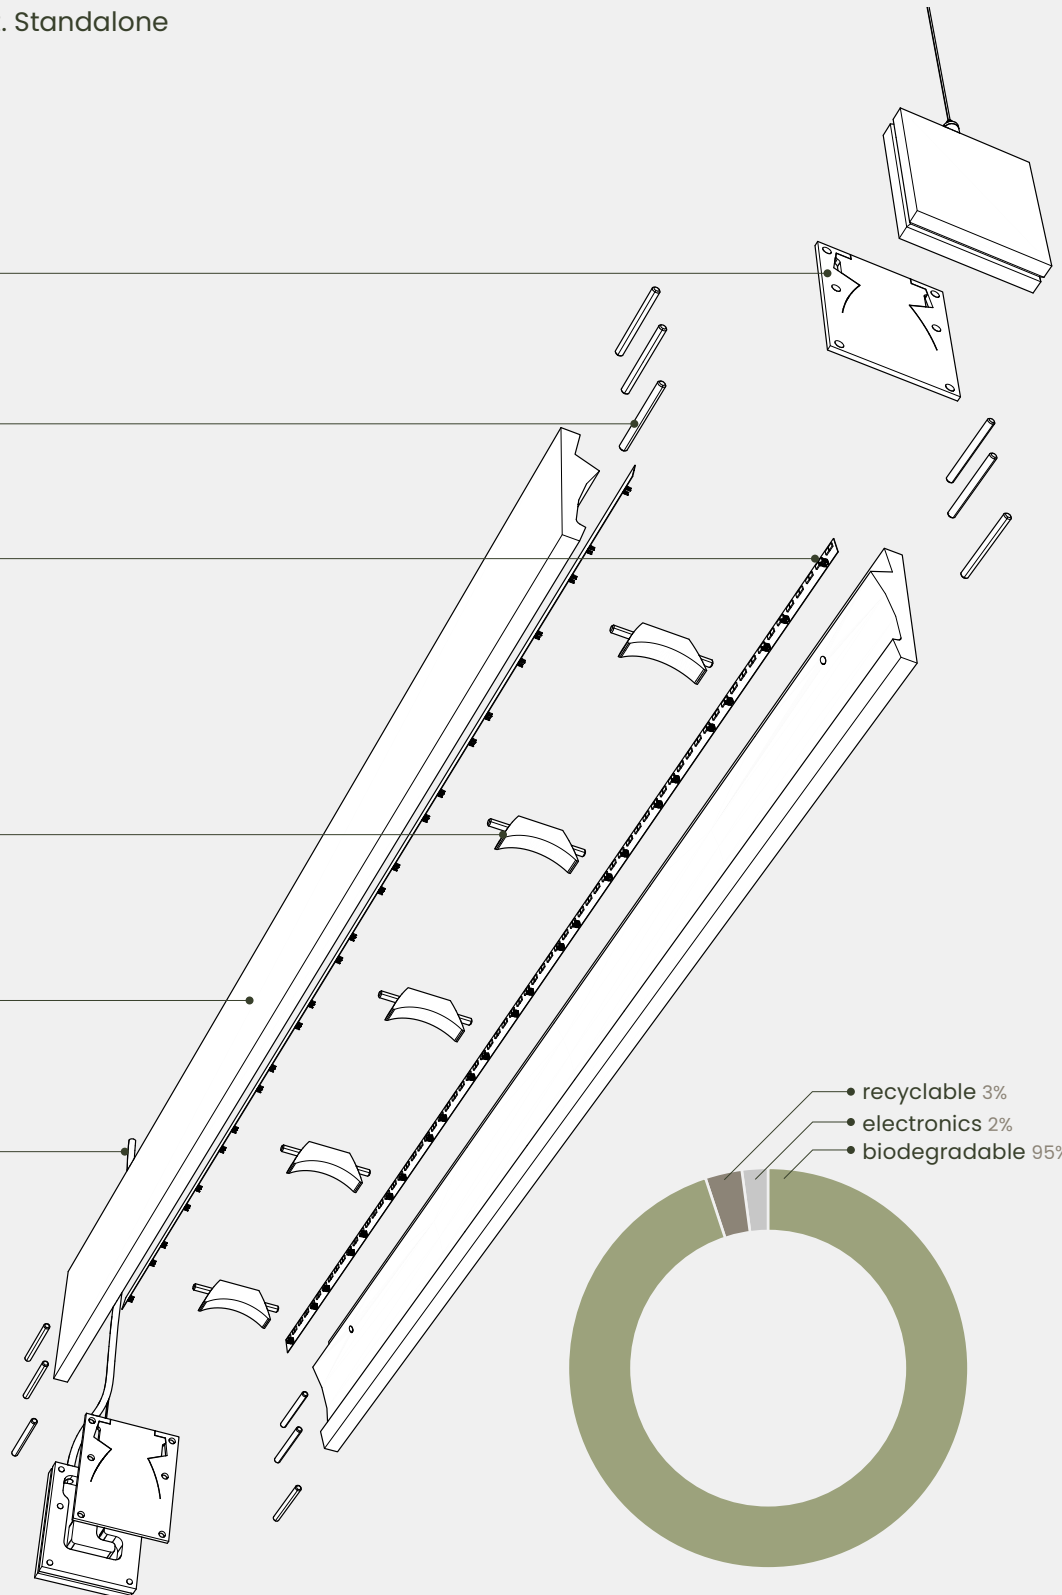 . Standalone
recyclable 3%
electronics 2%
biodegradable 95%